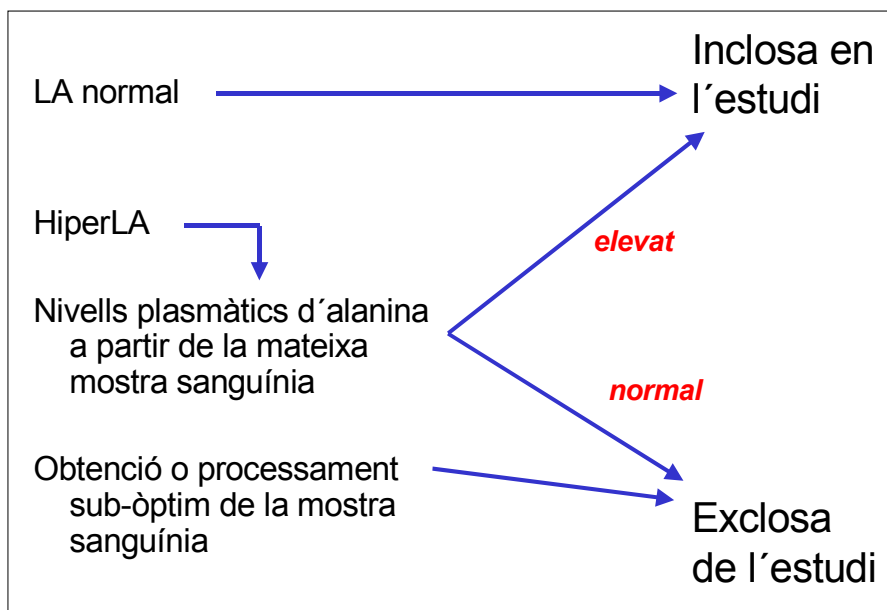 LA normal
Inclosa en
l´estudi
HiperLA
elevat
Nivells plasmàtics d´alanina
a partir de la mateixa
mostra sanguínia
normal
Obtenció o processament
sub-òptim de la mostra
sanguínia
Exclosa
de l´estudi